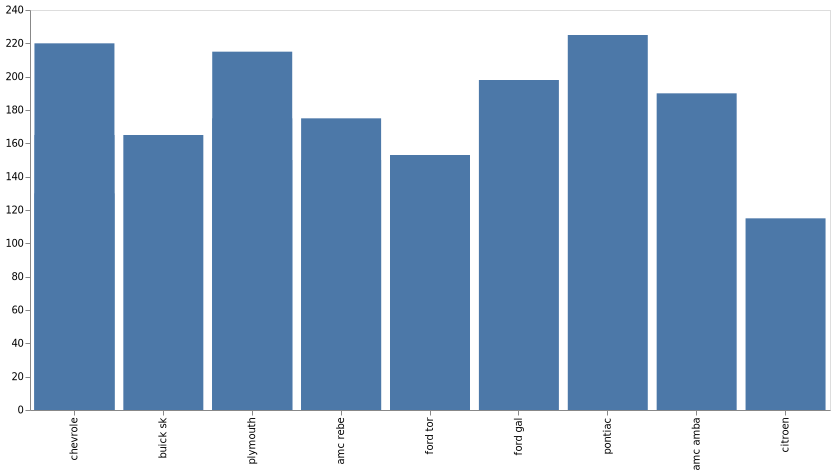 240
220
200
180
160
140
120
100
80
60
40
20
0
chevrole
buick sk
plymouth
amc rebe
ford tor
ford gal
pontiac
amc amba
citroen